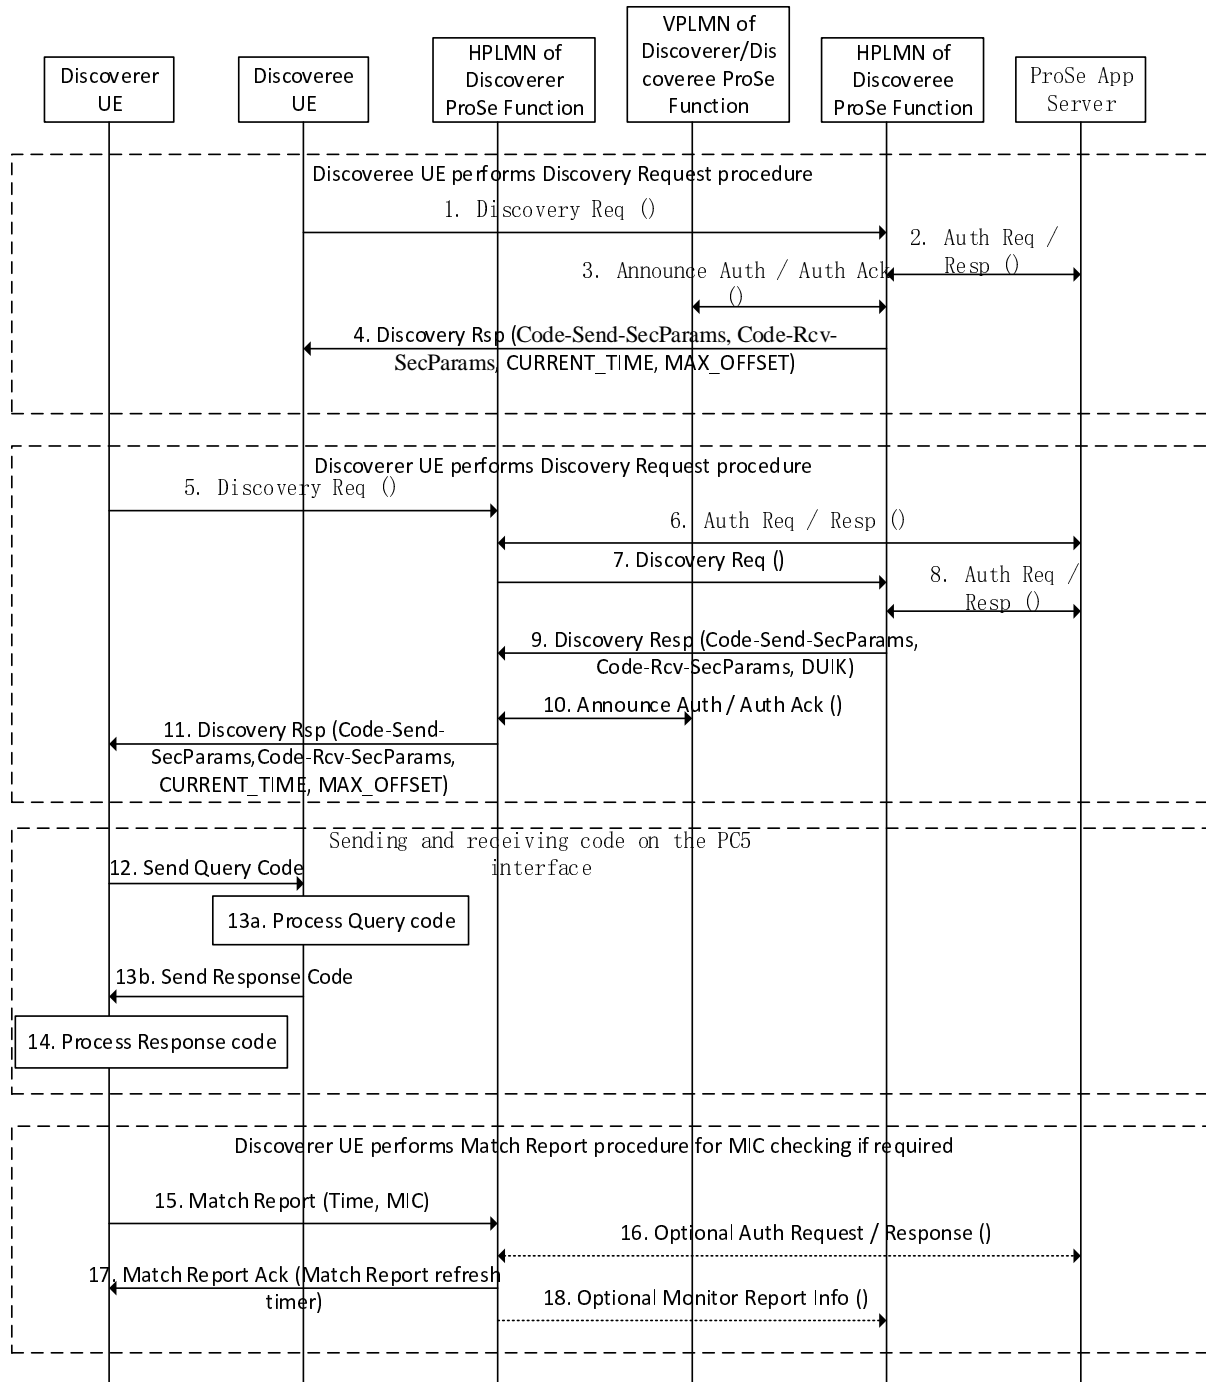 Discoverer
UE
Discoveree
UE
HPLMN of
Discoverer
ProSe Function
VPLMN of
Discoverer/Dis
coveree ProSe
Function
HPLMN of
Discoveree
ProSe Function
ProSe App
Server
Discoveree UE performs Discovery Request procedure
1. Discovery Req ()
2. Auth Req /
Resp ()
3. Announce Auth / Auth Ack
()
4. Discovery Rsp (Code-Send-SecParams, Code-Rcv-
SecParams, CURRENT_TIME, MAX_OFFSET)
Discoverer UE performs Discovery Request procedure
5. Discovery Req ()
6. Auth Req / Resp ()
7. Discovery Req ()
8. Auth Req /
Resp ()
9. Discovery Resp (Code-Send-SecParams,
Code-Rcv-SecParams, DUIK)
10. Announce Auth / Auth Ack ()
11. Discovery Rsp (Code-Send-
SecParams,Code-Rcv-SecParams,
CURRENT_TIME, MAX_OFFSET)
Sending and receiving code on the PC5
interface
12. Send Query Code
13a. Process Query code
13b. Send Response Code
14. Process Response code
Discoverer UE performs Match Report procedure for MIC checking if required
15. Match Report (Time, MIC)
16. Optional Auth Request / Response ()
17. Match Report Ack (Match Report refresh
timer)
18. Optional Monitor Report Info ()